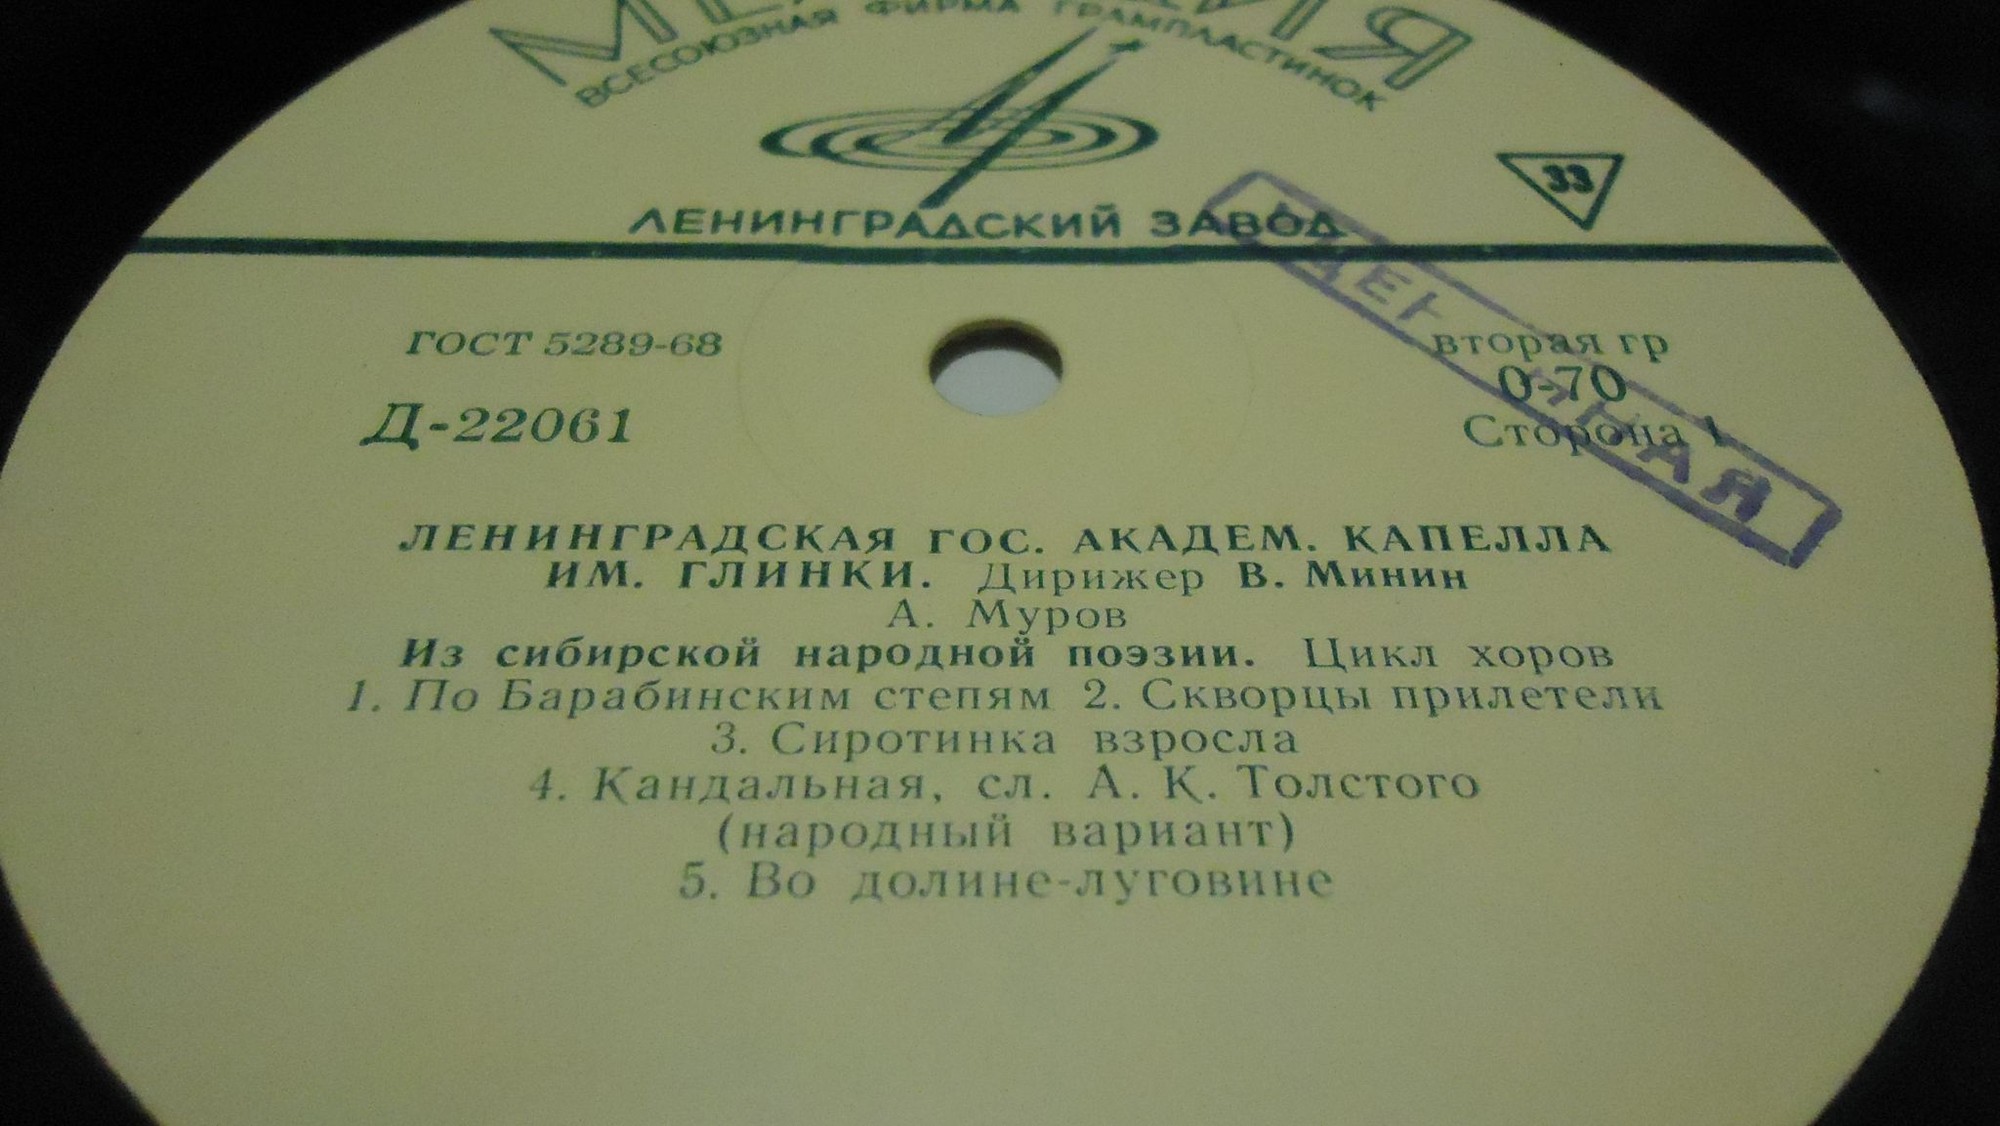 ВСЕСОЮЗНАЯ ФИРМА ГРАМПЛАСТИНОК
ЛЕНИНГРАДСКИЙ ЗАВОД
33
ГОСТ 5289-68
вторая гр
0-70
Д-22061
Сторона 1
ЛЕНИНГРАДСКАЯ ГОС. АКАДЕМ. КАПЕЛЛА
ИМ. ГЛИНКИ. Дирижер В. Минин
А. Муров
Из сибирской народной поэзии. Цикл хоров
1. По Барабинским степям 2. Скворцы прилетели
3. Сиротинка взросла
4. Кандальная, сл. А. К. Толстого
(народный вариант)
5. Во долине-луговине